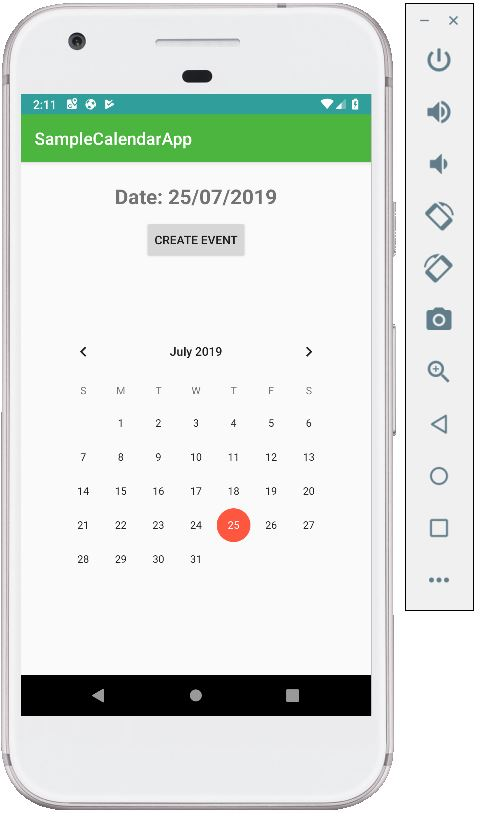 2:11
SampleCalendarApp
Date: 25/07/2019
CREATE EVENT
July 2019
S M T W T F S
1 2 3 4 5 6
7 8 9 10 11 12 13
14 15 16 17 18 19 20
21 22 23 24 25 26 27
28 29 30 31